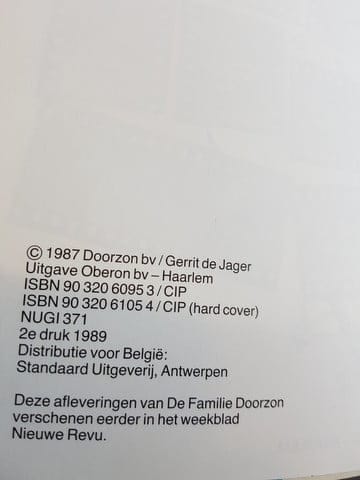 © 1987 Doorzon bv / Gerrit de Jager
Uitgave Oberon bv – Haarlem
ISBN 90 320 6095 3 / CIP
ISBN 90 320 6105 4 / CIP (hard cover)
NUGI 371
2e druk 1989
Distributie voor België:
Standaard Uitgeverij, Antwerpen
Deze afleveringen van De Familie Doorzon
verschenen eerder in het weekblad
Nieuwe Revu.